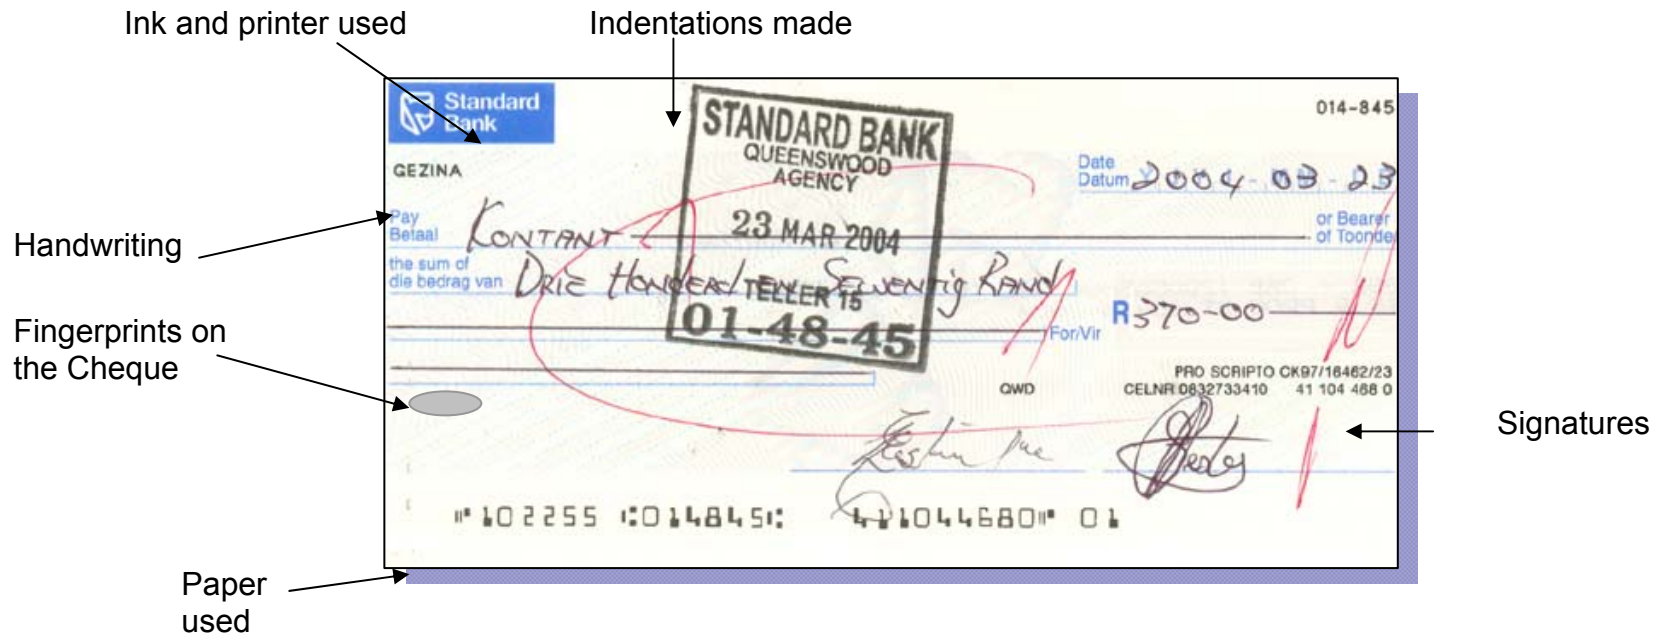 Ink and printer used
Indentations made
Handwriting
Fingerprints on
the Cheque
Paper
used
Signatures
Standard
Bank
014-845
GEZINA
STANDARD BANK
QUEENSWOOD
AGENCY
23 MAR 2004
TELLER 15
01-48-45
Date
Datum 2004-03-23
Pay
Betaal KONTANT
or Bearer
of Toonde
the sum of
die bedrag van DRIE HONDERD EN SEWENTIG RAND
R370-00
For/Vir
QWD
PRO SCRIPTO CK97/16462/23
CELNR 0832733410 41 104 468 0
⑈102255 ⑆014845⑆ 411044680⑈ 01